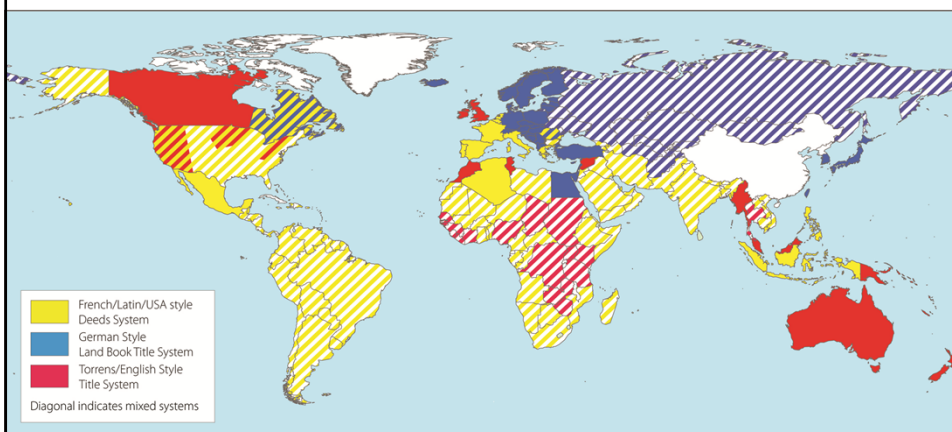 French/Latin/USA style
Deeds System
German Style
Land Book Title System
Torrens/English Style
Title System
Diagonal indicates mixed systems